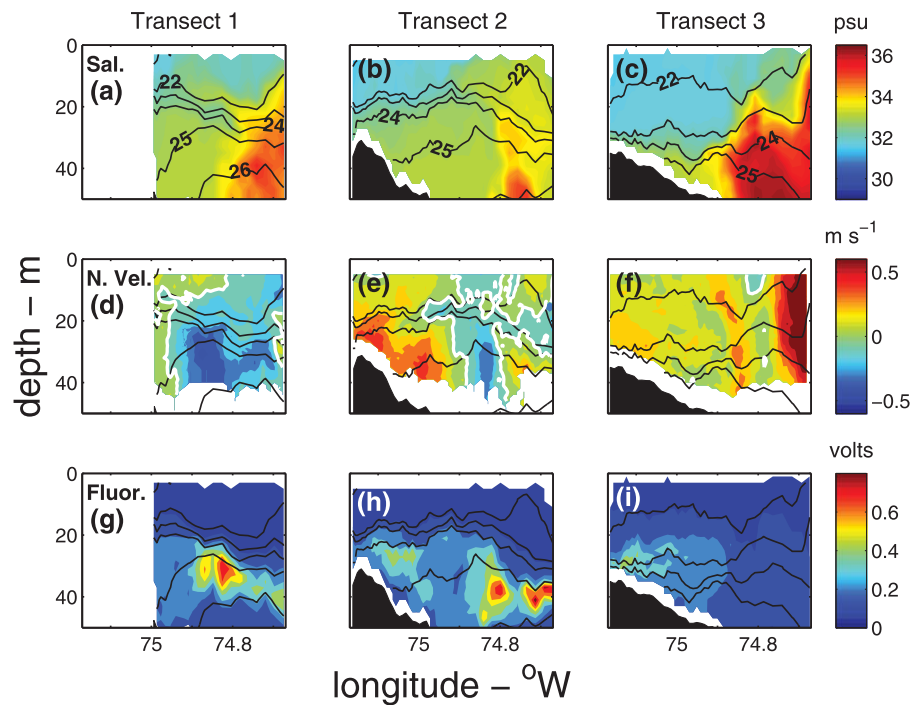 Transect 1
Transect 2
Transect 3
psu
Sal.
(a)
(b)
(c)
22
24
25
26
22
24
25
22
24
25
0
20
40
36
34
32
30
m s⁻¹
N. Vel.
(d)
(e)
(f)
0
20
40
0.5
0
−0.5
depth – m
volts
Fluor.
(g)
(h)
(i)
0
20
40
0.6
0.4
0.2
0
75
74.8
75
74.8
75
74.8
longitude – ᵒW